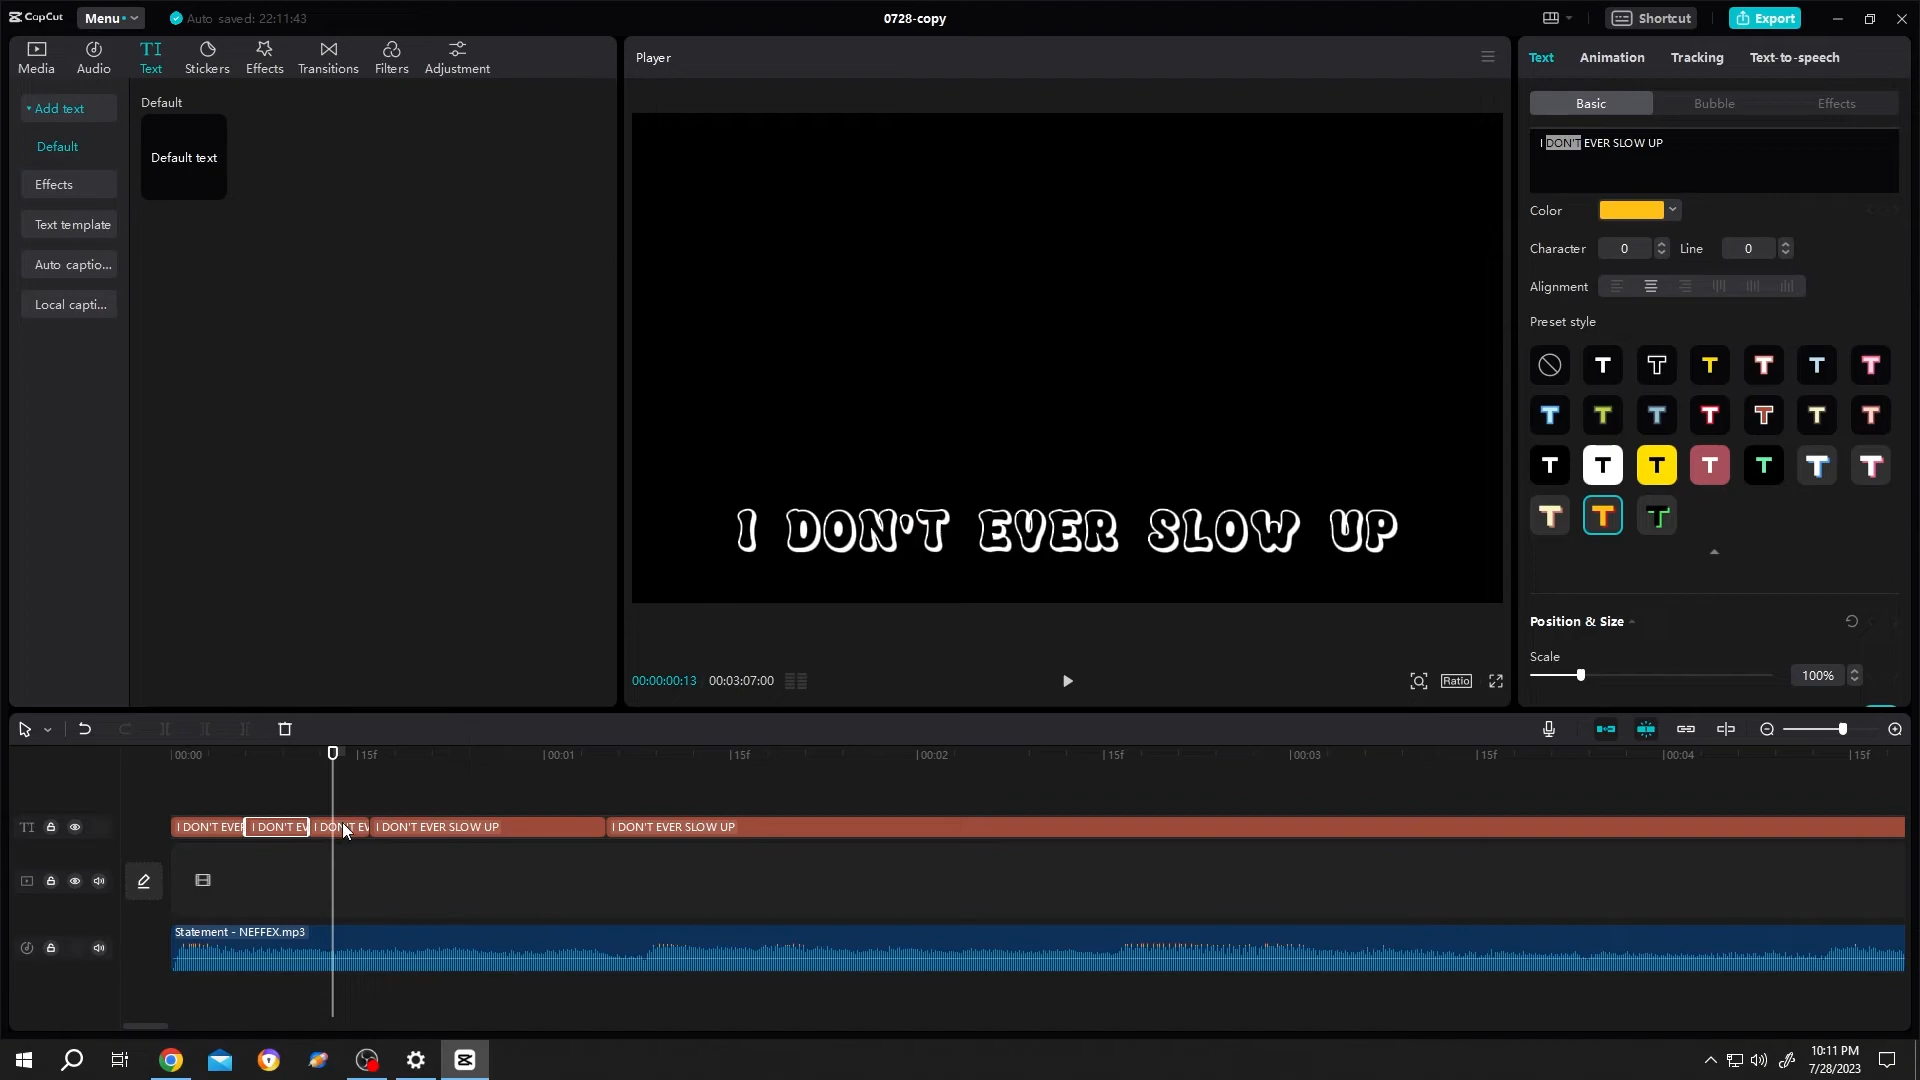 CapCut
Menu
Auto saved: 22:11:43
0728-copy
Shortcut
Export
Media
Audio
TI
Text
Stickers
Effects
Transitions
Filters
Adjustment
Add text
Default
Effects
Text template
Auto captio...
Local capti...
Default
Default text
Player
I DON'T EVER SLOW UP
00:00:00:13
00:03:07:00
Ratio
Text
Animation
Tracking
Text-to-speech
Basic
Bubble
Effects
I DON'T EVER SLOW UP
Color
Character
0
Line
0
Alignment
Preset style
T T T T T T
T T T T T T T
T T T T T T T
T T T
Position & Size
Scale
100%
00:00
15f
00:01
15f
00:02
15f
00:03
15f
00:04
15f
TI
I DON'T EVER
I DON'T EV
I DON'T EV
I DON'T EVER SLOW UP
I DON'T EVER SLOW UP
Statement - NEFFEX.mp3
10:11 PM
7/28/2023